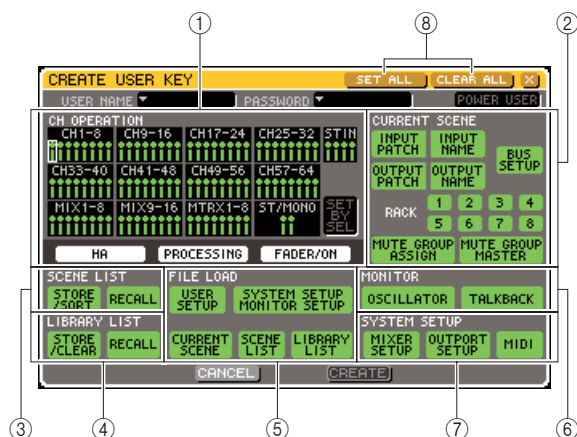 ① ⑧ ②
CREATE USER KEY SET ALL CLEAR ALL X
USER NAME PASSWORD POWER USER
CH OPERATION
CH1-8 CH9-16 CH17-24 CH25-32 STIN
CH33-40 CH41-48 CH49-56 CH57-64
MIX1-8 MIX9-16 MTRX1-8 ST/MONO SET BY SEL
HA PROCESSING FADER/ON
CURRENT SCENE
INPUT PATCH INPUT NAME
BUS SETUP
OUTPUT PATCH OUTPUT NAME
RACK 1 2 3 4
5 6 7 8
MUTE GROUP ASSIGN MUTE GROUP MASTER
SCENE LIST
STORE /SORT RECALL
LIBRARY LIST
STORE /CLEAR RECALL
FILE LOAD
USER SETUP SYSTEM SETUP MONITOR SETUP
CURRENT SCENE SCENE LIST LIBRARY LIST
MONITOR
OSCILLATOR TALKBACK
SYSTEM SETUP
MIXER SETUP OUTPORT SETUP MIDI
CANCEL CREATE
③ ④ ⑤ ⑦ ⑥